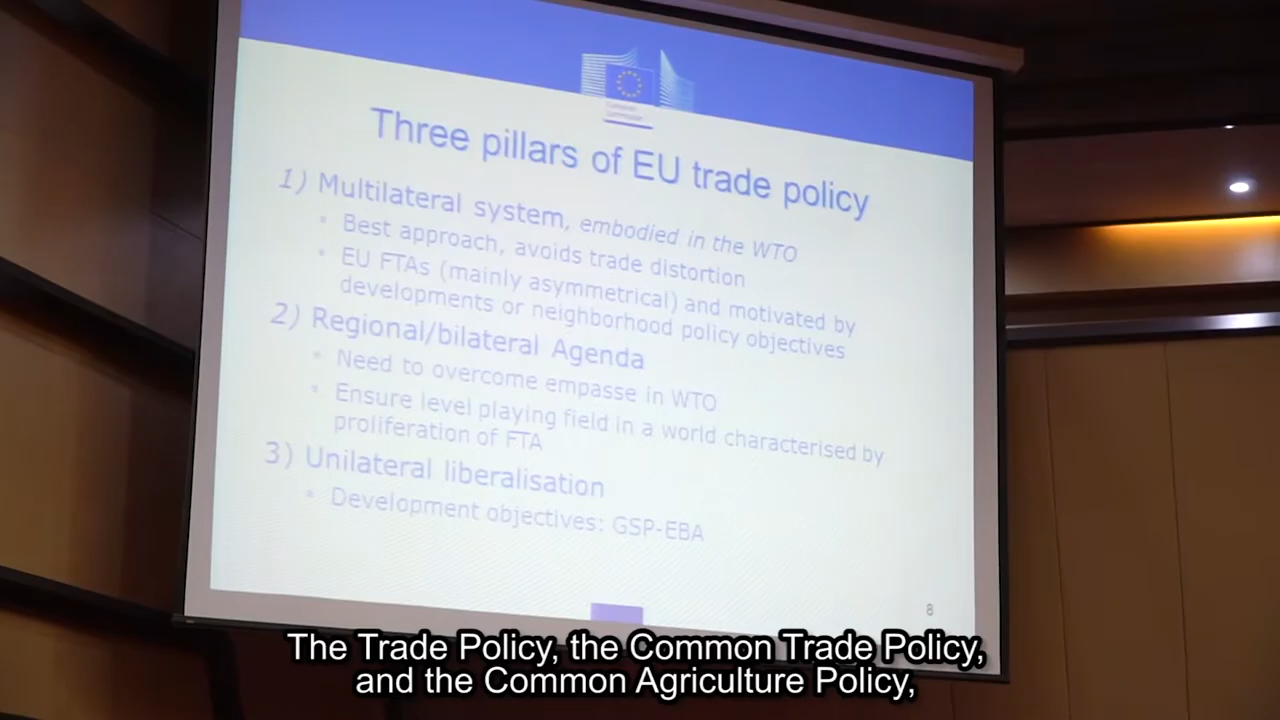 European
Commission
Three pillars of EU trade policy
1) Multilateral system, embodied in the WTO
• Best approach, avoids trade distortion
• EU FTAs (mainly asymmetrical) and motivated by
developments or neighborhood policy objectives
2) Regional/bilateral Agenda
• Need to overcome empasse in WTO
• Ensure level playing field in a world characterised by
proliferation of FTA
3) Unilateral liberalisation
• Development objectives: GSP-EBA
8
The Trade Policy, the Common Trade Policy,
and the Common Agriculture Policy,